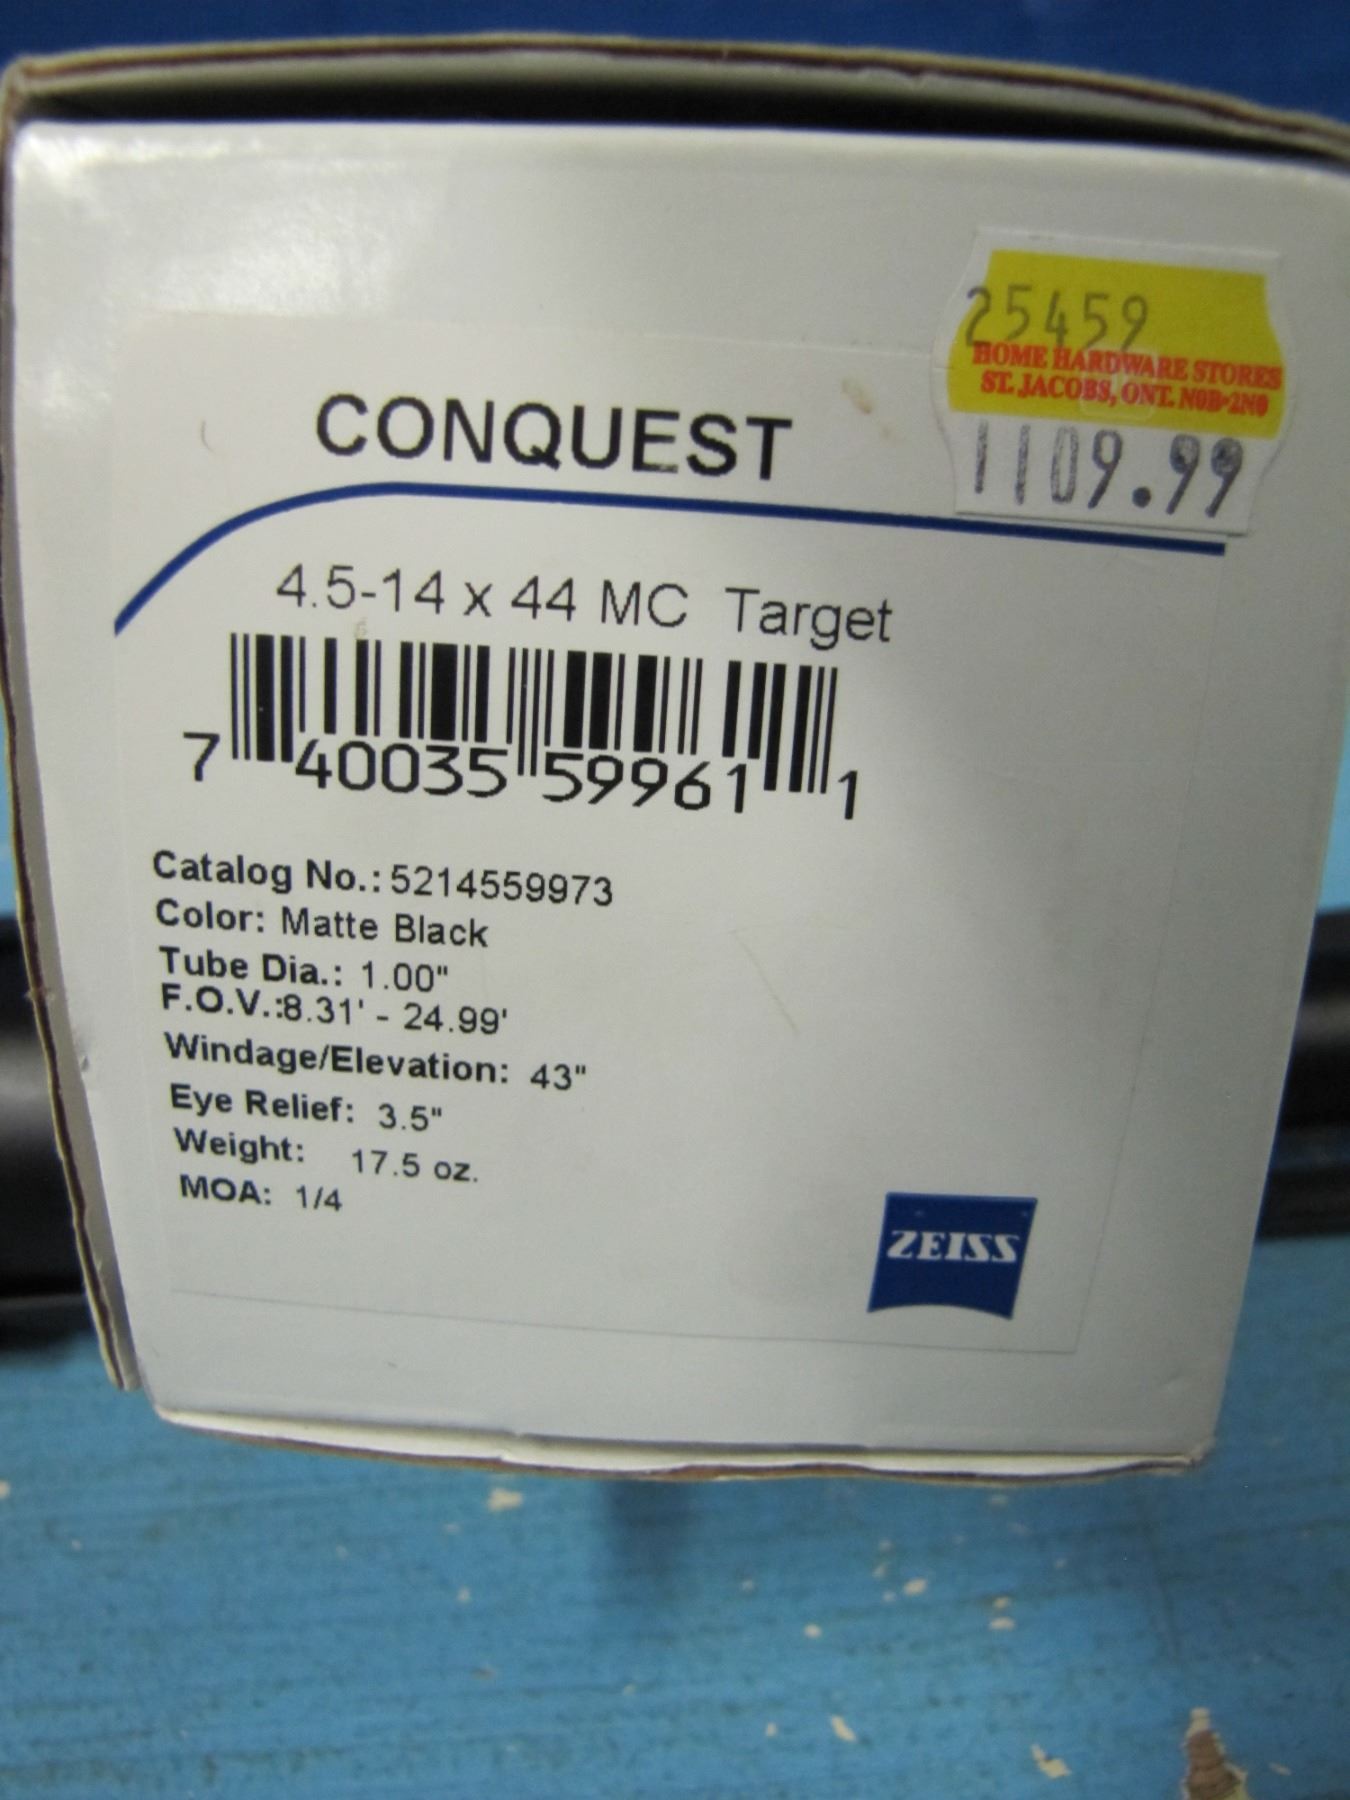 25459
HOME HARDWARE STORES
ST. JACOBS, ONT. N0B-2N0
1109.99
CONQUEST
4.5-14 x 44 MC Target
7 40035 59961 1
Catalog No.: 5214559973
Color: Matte Black
Tube Dia.: 1.00"
F.O.V.:8.31' - 24.99'
Windage/Elevation: 43"
Eye Relief: 3.5"
Weight: 17.5 oz.
MOA: 1/4
ZEISS